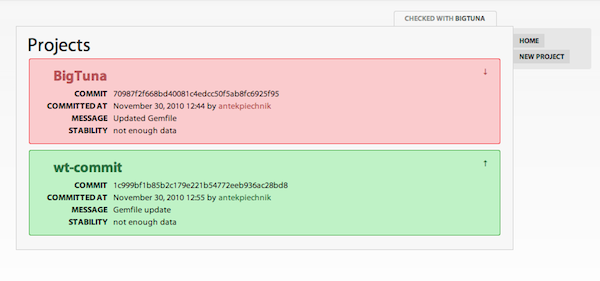 CHECKED WITH BIGTUNA
Projects
HOME
NEW PROJECT
BigTuna ↓
COMMIT 70987f2f668bd40081c4edcc50f5ab8fc6925f95
COMMITTED AT November 30, 2010 12:44 by antekpiechnik
MESSAGE Updated Gemfile
STABILITY not enough data
wt-commit ↑
COMMIT 1c999bf1b85b2c179e221b54772eeb936ac28bd8
COMMITTED AT November 30, 2010 12:55 by antekpiechnik
MESSAGE Gemfile update
STABILITY not enough data